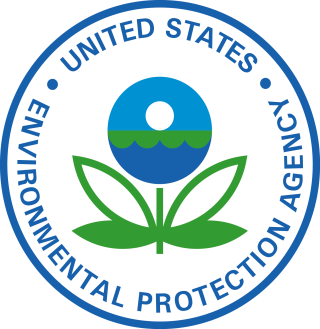 UNITED STATES
ENVIRONMENTAL PROTECTION AGENCY